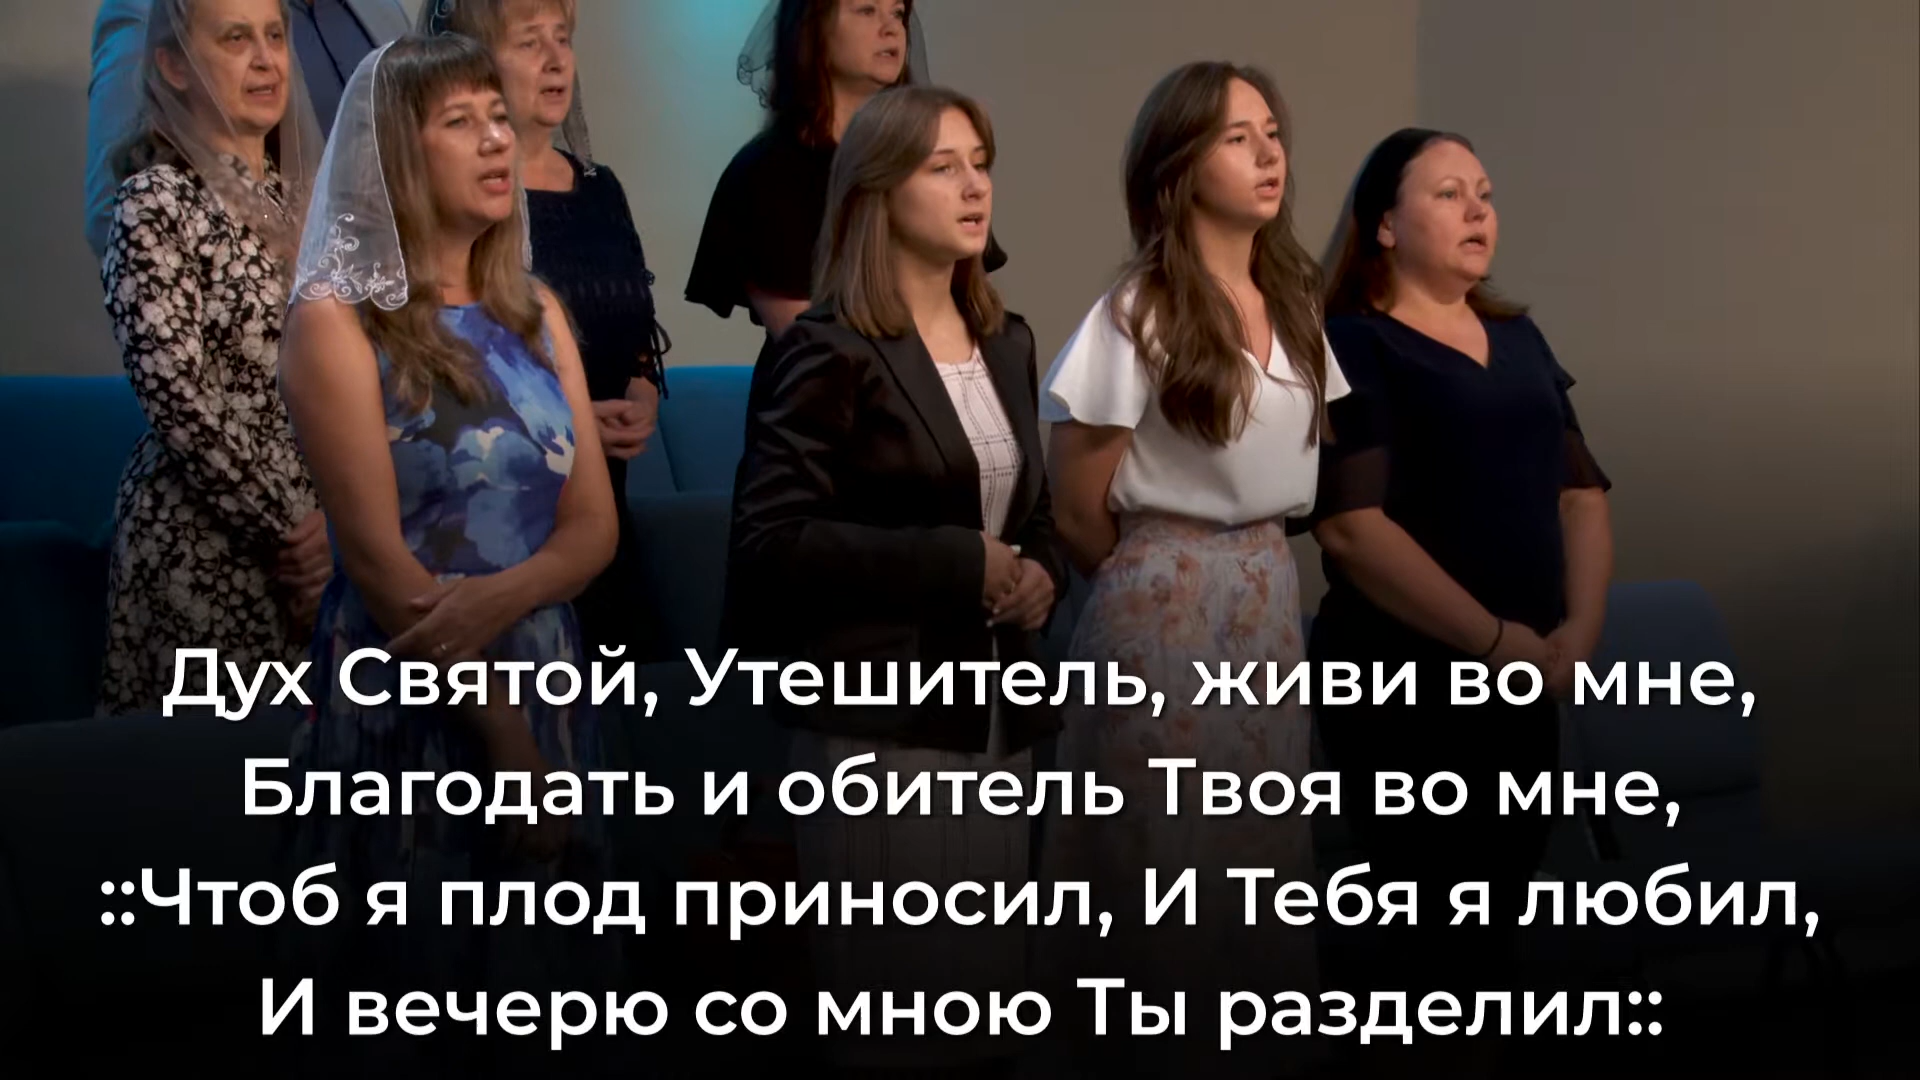 Дух Святой, Утешитель, живи во мне,
Благодать и обитель Твоя во мне,
::Чтоб я плод приносил, И Тебя я любил,
И вечерю со мною Ты разделил::